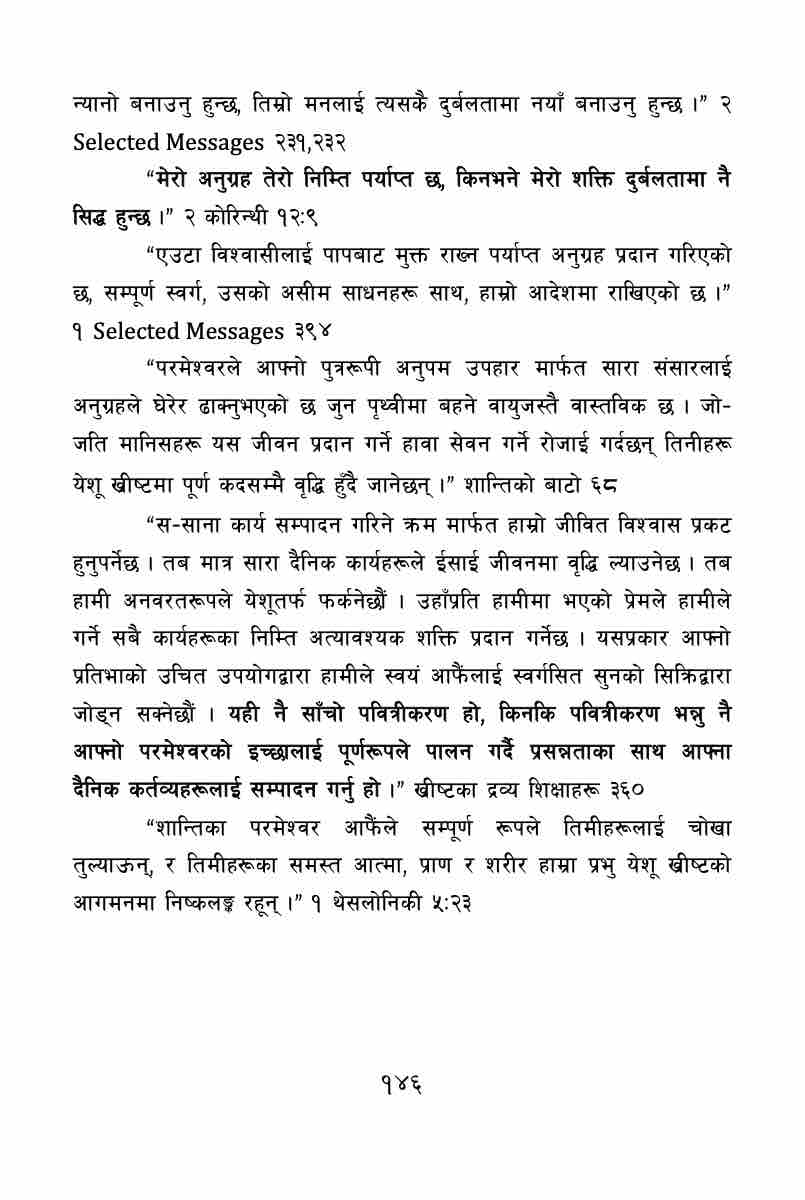 न्यानो बनाउनु हुन्छ, तिम्रो मनलाई त्यसकै दुर्बलतामा नयाँ बनाउनु हुन्छ ।” २
Selected Messages २३१,२३२
“मेरो अनुग्रह तेरो निम्ति पर्याप्त छ, किनभने मेरो शक्ति दुर्बलतामा नै
सिद्ध हुन्छ ।” २ कोरिन्थी १२:९
“एउटा विश्वासीलाई पापबाट मुक्त राख्न पर्याप्त अनुग्रह प्रदान गरिएको
छ, सम्पूर्ण स्वर्ग, उसको असीम साधनहरू साथ, हाम्रो आदेशमा राखिएको छ ।”
१ Selected Messages ३९४
“परमेश्वरले आफ्नो पुत्ररूपी अनुपम उपहार मार्फत सारा संसारलाई
अनुग्रहले घेरेर ढाक्नुभएको छ जुन पृथ्वीमा बहने वायुजस्तै वास्तविक छ । जो-
जति मानिसहरू यस जीवन प्रदान गर्ने हावा सेवन गर्ने रोजाई गर्दछन् तिनीहरू
येशू ख्रीष्टमा पूर्ण कदसम्मै वृद्धि हुँदै जानेछन् ।” शान्तिको बाटो ६८
“स-साना कार्य सम्पादन गरिने क्रम मार्फत हाम्रो जीवित विश्वास प्रकट
हुनुपर्नेछ । तब मात्र सारा दैनिक कार्यहरूले ईसाई जीवनमा वृद्धि ल्याउनेछ । तब
हामी अनवरतरूपले येशूतर्फ फर्कनेछौं । उहाँप्रति हामीमा भएको प्रेमले हामीले
गर्ने सबै कार्यहरूका निम्ति अत्यावश्यक शक्ति प्रदान गर्नेछ । यसप्रकार आफ्नो
प्रतिभाको उचित उपयोगद्वारा हामीले स्वयं आफैंलाई स्वर्गसित सुनको सिक्रिद्वारा
जोड्न सक्नेछौं । यही नै साँचो पवित्रीकरण हो, किनकि पवित्रीकरण भन्नु नै
आफ्नो परमेश्वरको इच्छालाई पूर्णरूपले पालन गर्दै प्रसन्नताका साथ आफ्ना
दैनिक कर्तव्यहरूलाई सम्पादन गर्नु हो ।” ख्रीष्टका द्रव्य शिक्षाहरू ३६०
“शान्तिका परमेश्वर आफैंले सम्पूर्ण रूपले तिमीहरूलाई चोखा
तुल्याऊन्, र तिमीहरूका समस्त आत्मा, प्राण र शरीर हाम्रा प्रभु येशू ख्रीष्टको
आगमनमा निष्कलङ्क रहून् ।” १ थेसलोनिकी ५:२३
१४६